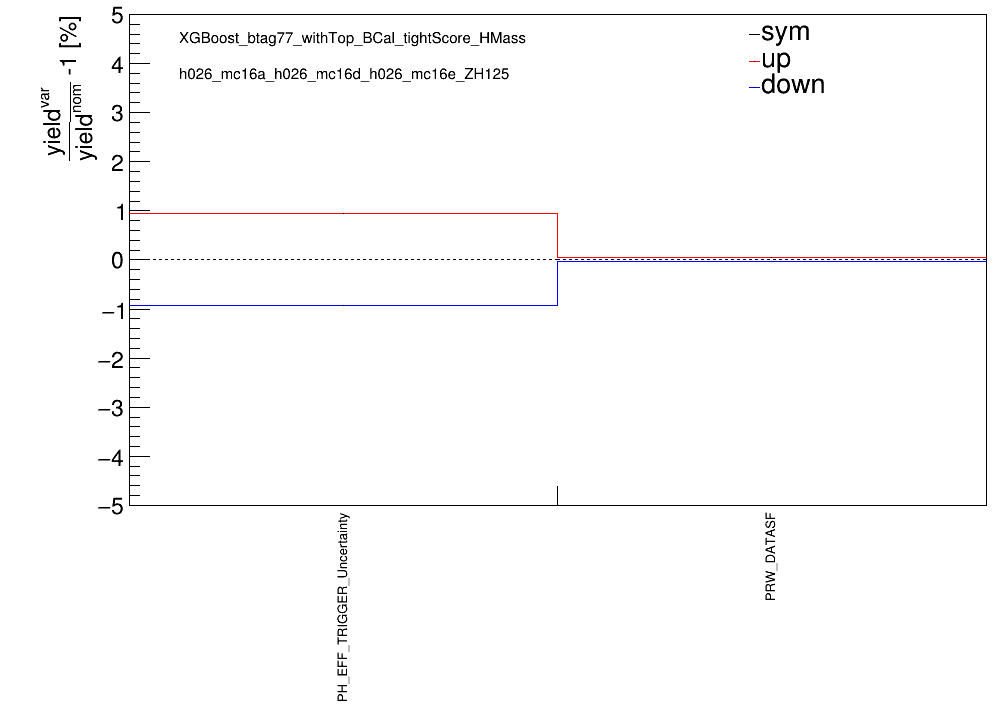 yield^var / yield^nom -1 [%]
XGBoost_btag77_withTop_BCal_tightScore_HMass
h026_mc16a_h026_mc16d_h026_mc16e_ZH125
sym
up
down
5
4
3
2
1
0
−1
−2
−3
−4
−5
PH_EFF_TRIGGER_Uncertainty
PRW_DATASF